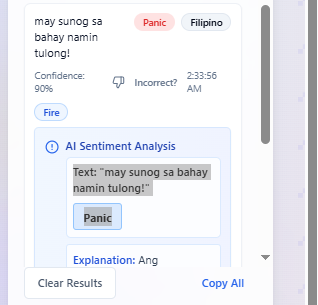 may sunog sa
bahay namin
tulong!
Panic
Filipino
Confidence:
90%
Incorrect?
2:33:56
AM
Fire
AI Sentiment Analysis
Text: "may sunog sa bahay
namin tulong!"
Panic
Explanation: Ang
Clear Results
Copy All